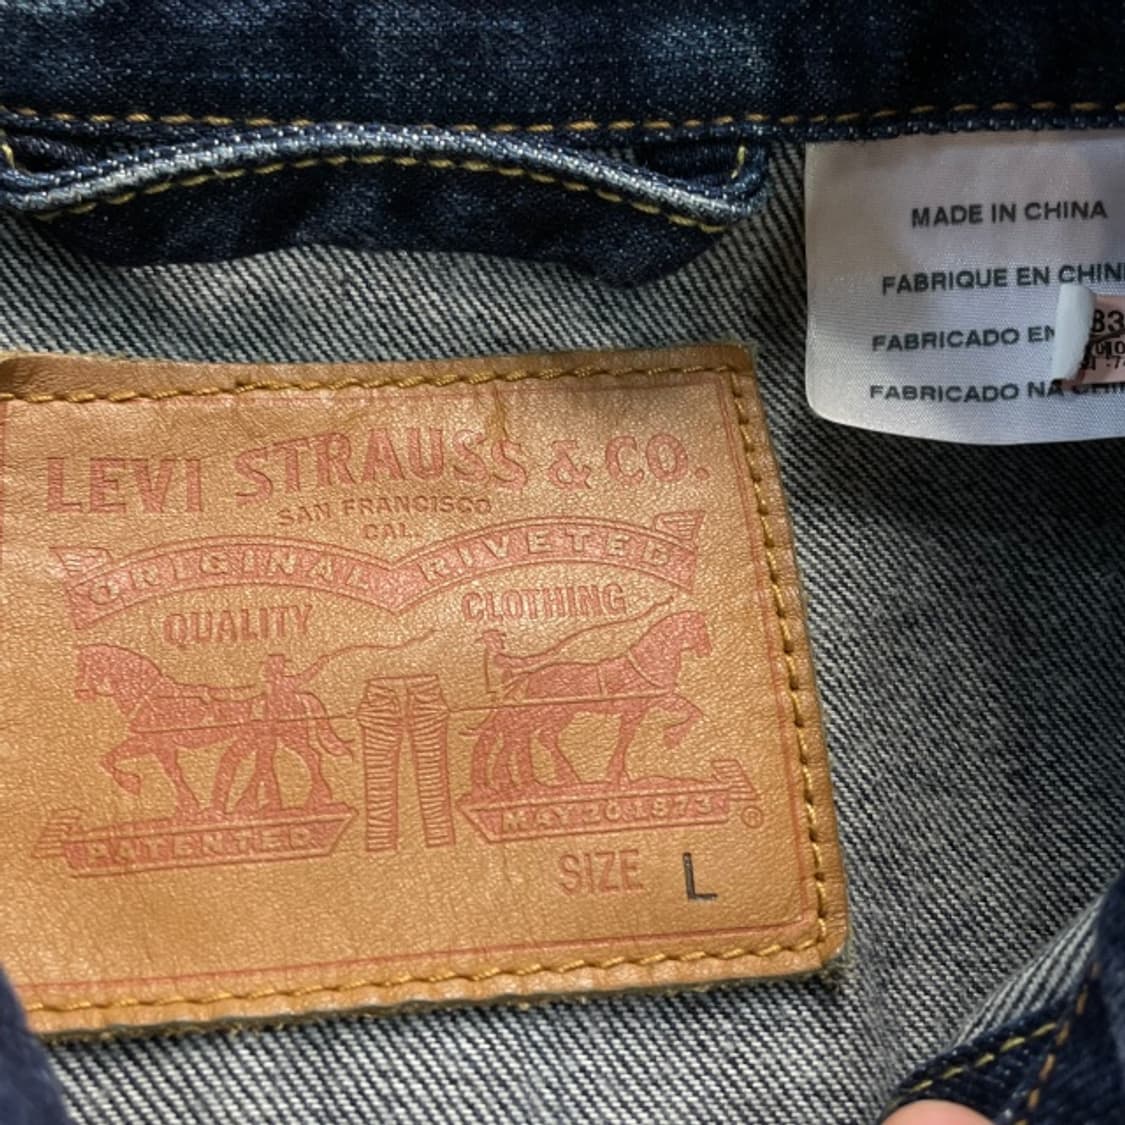 MADE IN CHINA
FABRIQUE EN CHIN
FABRICADO EN
FABRICADO NA
83
LEVI STRAUSS & CO.
SAN FRANCISCO
CAL.
ORIGINAL RIVETED
QUALITY CLOTHING
PATENTED MAY 20 1873 ®
SIZE L